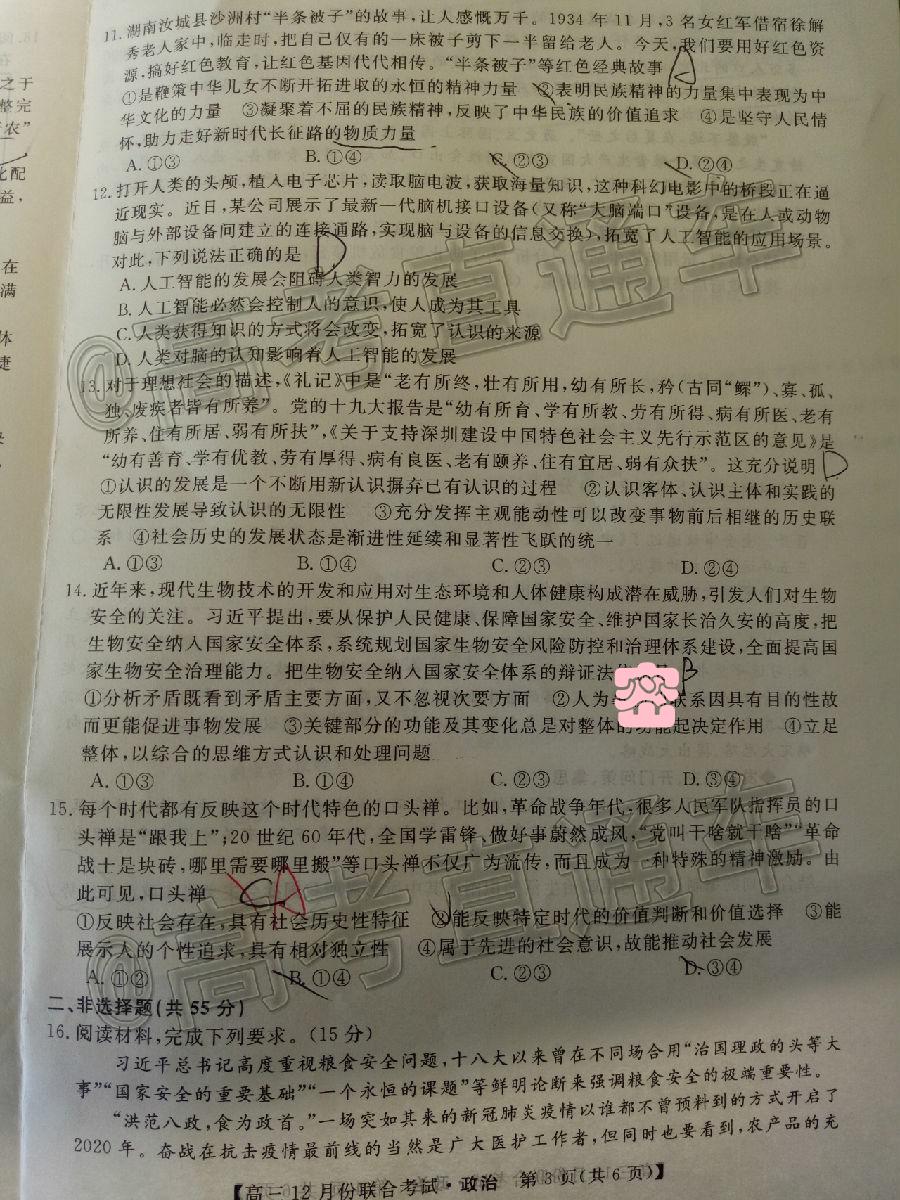 11. 湖南汝城县沙洲村“半条被子”的故事，让人感慨万千。1934 年 11 月，3 名女红军借宿徐解
秀老人家中，临走时，把自己仅有的一床被子剪下一半留给老人。今天，我们要用好红色资
源，搞好红色教育，让红色基因代代相传。“半条被子”等红色经典故事 A
①是鞭策中华儿女不断开拓进取的永恒的精神力量 ②表明民族精神的力量集中表现为中
华文化的力量 ③凝聚着不屈的民族精神，反映了中华民族的价值追求 ④是坚守人民情
怀，助力走好新时代长征路的物质力量
A. ①③ B. ①④ C. ②③ D. ②④
12. 打开人类的头颅，植入电子芯片，读取脑电波，获取海量知识，这种科幻电影中的桥段正在逼
近现实。近日，某公司展示了最新一代脑机接口设备（又称“大脑端口”设备，是在人或动物
脑与外部设备间建立的连接通路，实现脑与设备的信息交换），拓宽了人工智能的应用场景。
对此，下列说法正确的是 D
A. 人工智能的发展会阻碍人类智力的发展
B. 人工智能必然会控制人的意识，使人成为其工具
C. 人类获得知识的方式将会改变，拓宽了认识的来源
D. 人类对脑的认知影响着人工智能的发展
13. 对于理想社会的描述，《礼记》中是“老有所终，壮有所用，幼有所长，矜（古同“鳏”）、寡、孤、
独、废疾者皆有所养”。党的十九大报告是“幼有所育、学有所教、劳有所得、病有所医、老有
所养、住有所居、弱有所扶”，《关于支持深圳建设中国特色社会主义先行示范区的意见》是
“幼有善育、学有优教、劳有厚得、病有良医、老有颐养、住有宜居、弱有众扶”。这充分说明 D
①认识的发展是一个不断用新认识摒弃已有认识的过程 ②认识客体、认识主体和实践的
无限性发展导致认识的无限性 ③充分发挥主观能动性可以改变事物前后相继的历史联
系 ④社会历史的发展状态是渐进性延续和显著性飞跃的统一
A. ①③ B. ①④ C. ②③ D. ②④
14. 近年来，现代生物技术的开发和应用对生态环境和人体健康构成潜在威胁，引发人们对生物
安全的关注。习近平提出，要从保护人民健康、保障国家安全、维护国家长治久安的高度，把
生物安全纳入国家安全体系，系统规划国家生物安全风险防控和治理体系建设，全面提高国
家生物安全治理能力。把生物安全纳入国家安全体系的辩证法 B
①分析矛盾既看到矛盾主要方面，又不忽视次要方面 ②人为 联系因具有目的性故
而更能促进事物发展 ③关键部分的功能及其变化总是对整体的功能起决定作用 ④立足
整体，以综合的思维方式认识和处理问题
A. ①③ B. ①④ C. ②③ D. ③④
15. 每个时代都有反映这个时代特色的口头禅。比如，革命战争年代，很多人民军队指挥员的口
头禅是“跟我上”；20 世纪 60 年代，全国学雷锋、做好事蔚然成风，“党叫干啥就干啥”“革命
战士是块砖，哪里需要哪里搬”等口头禅不仅广为流传，而且成为一种特殊的精神激励。由
此可见，口头禅 C A
①反映社会存在，具有社会历史性特征 ②能反映特定时代的价值判断和价值选择 ③能
展示人的个性追求，具有相对独立性 ④属于先进的社会意识，故能推动社会发展
A. ①② B. ①④ C. ②③ D. ③④
二、非选择题（共 55 分）
16. 阅读材料，完成下列要求。（15 分）
习近平总书记高度重视粮食安全问题，十八大以来曾在不同场合用“治国理政的头等大
事”“国家安全的重要基础”“一个永恒的课题”等鲜明论断来强调粮食安全的极端重要性。
“洪范八政，食为政首。”一场突如其来的新冠肺炎疫情以谁都不曾预料到的方式开启了
2020 年。奋战在抗击疫情最前线的当然是广大医护工作者，但同时也要看到，农产品的充
【高三 12 月份联合考试·政治 第 3 页（共 6 页）】
之于
整完
农”
化配
益，
在
满
体
捷
@高考直通车
@高考直通车